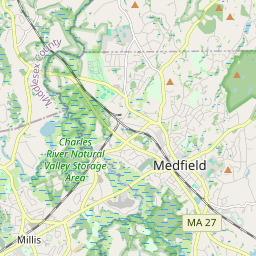 Middlesex County
Charles
River Natural
Valley Storage
Area
Medfield
MA 27
Millis